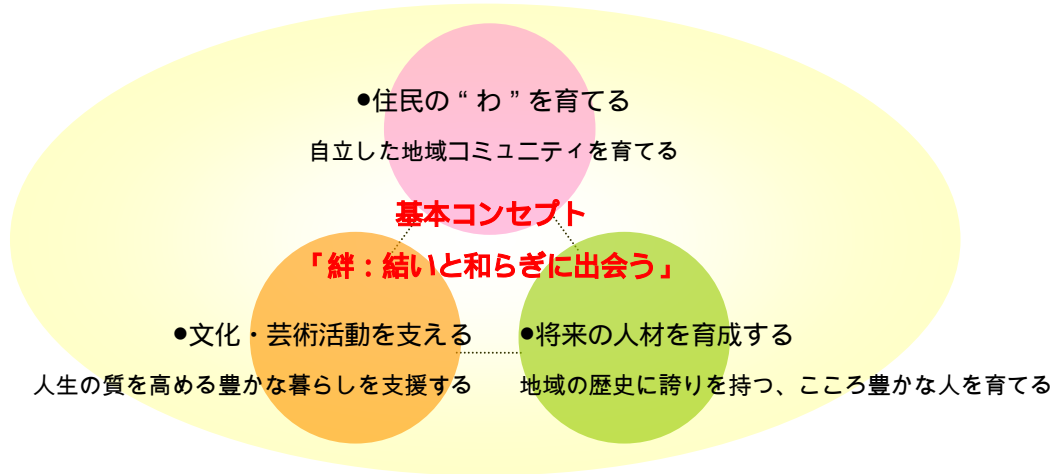 ●住民の“わ”を育てる
自立した地域コミュニティを育てる
基本コンセプト
「絆：結いと和らぎに出会う」
●文化・芸術活動を支える
人生の質を高める豊かな暮らしを支援する
●将来の人材を育成する
地域の歴史に誇りを持つ、こころ豊かな人を育てる